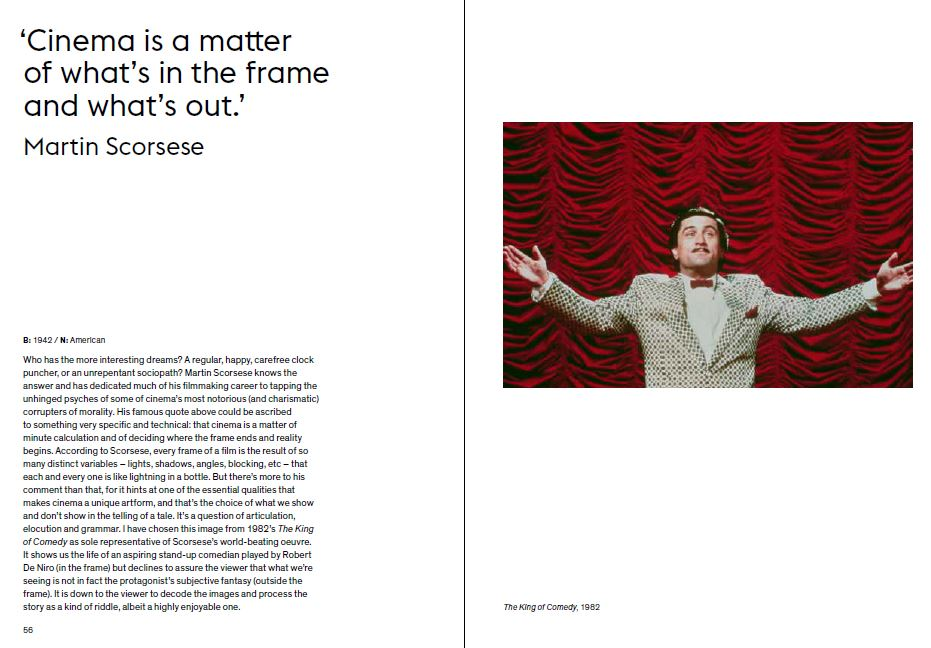 ‘Cinema is a matter
of what’s in the frame
and what’s out.’
Martin Scorsese
B: 1942 / N: American
Who has the more interesting dreams? A regular, happy, carefree clock
puncher, or an unrepentant sociopath? Martin Scorsese knows the
answer and has dedicated much of his filmmaking career to tapping the
unhinged psyches of some of cinema’s most notorious (and charismatic)
corrupters of morality. His famous quote above could be ascribed
to something very specific and technical: that cinema is a matter of
minute calculation and of deciding where the frame ends and reality
begins. According to Scorsese, every frame of a film is the result of so
many distinct variables – lights, shadows, angles, blocking, etc – that
each and every one is like lightning in a bottle. But there’s more to his
comment than that, for it hints at one of the essential qualities that
makes cinema a unique artform, and that’s the choice of what we show
and don’t show in the telling of a tale. It’s a question of articulation,
elocution and grammar. I have chosen this image from 1982’s The King
of Comedy as sole representative of Scorsese’s world-beating oeuvre.
It shows us the life of an aspiring stand-up comedian played by Robert
De Niro (in the frame) but declines to assure the viewer that what we’re
seeing is not in fact the protagonist’s subjective fantasy (outside the
frame). It is down to the viewer to decode the images and process the
story as a kind of riddle, albeit a highly enjoyable one.
56
The King of Comedy, 1982